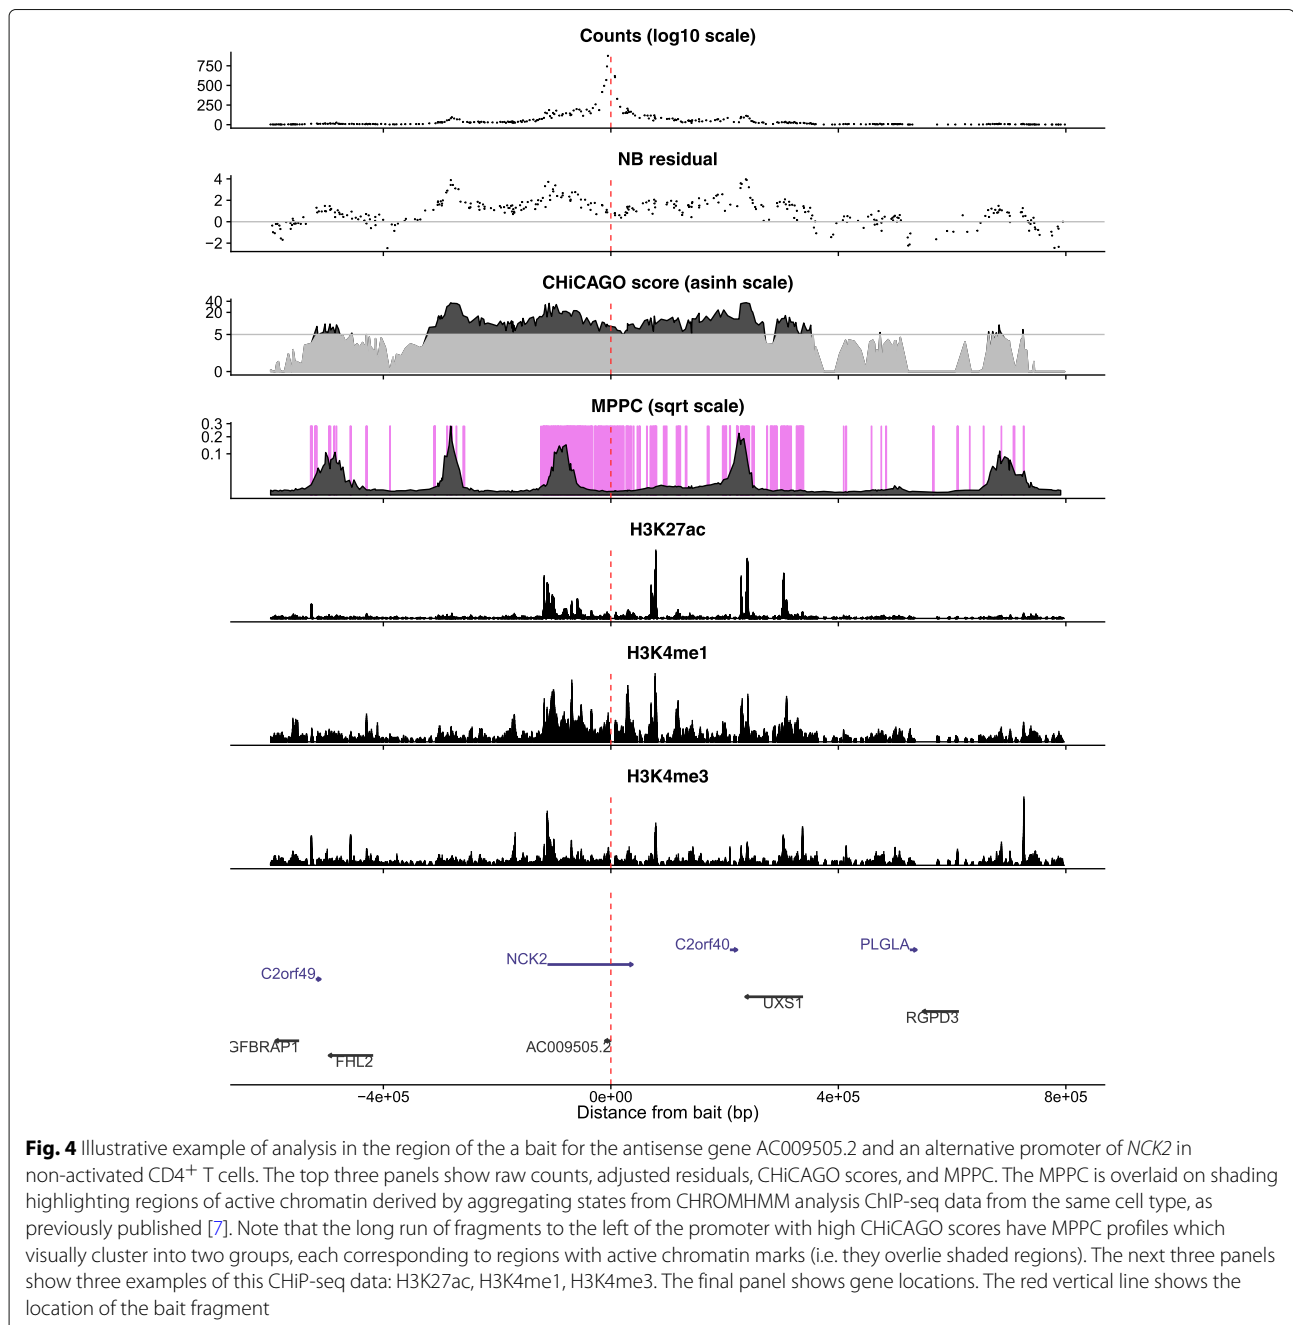 Counts (log10 scale)
750
500
250
0
NB residual
4
2
0
−2
CHiCAGO score (asinh scale)
40
20
5
0
MPPC (sqrt scale)
0.3
0.2
0.1
H3K27ac
H3K4me1
H3K4me3
C2orf40 PLGLA
NCK2
C2orf49
UXS1
RGPD3
GFBRAP1 AC009505.2
FHL2
−4e+05 0e+00 4e+05 8e+05
Distance from bait (bp)
Fig. 4 Illustrative example of analysis in the region of the a bait for the antisense gene AC009505.2 and an alternative promoter of NCK2 in
non-activated CD4+ T cells. The top three panels show raw counts, adjusted residuals, CHiCAGO scores, and MPPC. The MPPC is overlaid on shading
highlighting regions of active chromatin derived by aggregating states from CHROMHMM analysis ChIP-seq data from the same cell type, as
previously published [7]. Note that the long run of fragments to the left of the promoter with high CHiCAGO scores have MPPC profiles which
visually cluster into two groups, each corresponding to regions with active chromatin marks (i.e. they overlie shaded regions). The next three panels
show three examples of this CHiP-seq data: H3K27ac, H3K4me1, H3K4me3. The final panel shows gene locations. The red vertical line shows the
location of the bait fragment